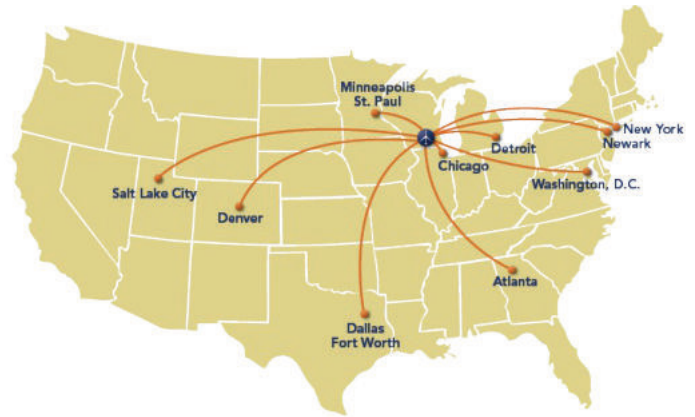 Minneapolis
St. Paul
New York
Newark
Detroit
Chicago
Washington, D.C.
Salt Lake City
Denver
Atlanta
Dallas
Fort Worth